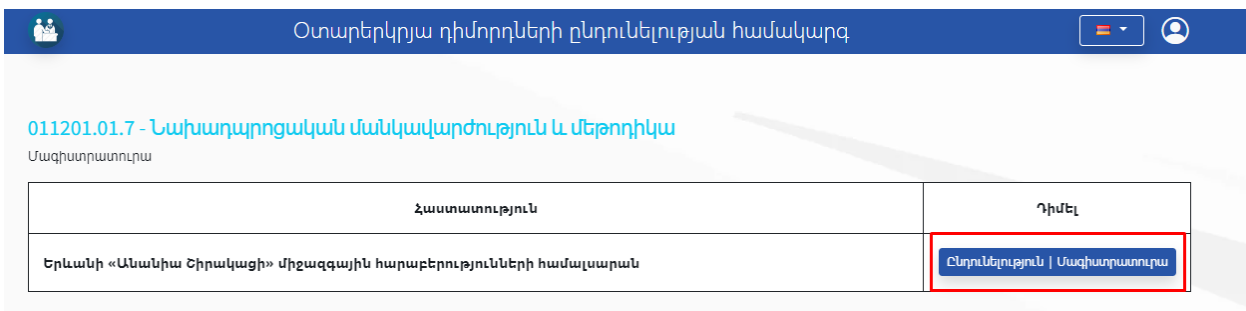 Օտարերկրյա դիմորդների ընդունելության համակարգ
011201.01.7 - Նախադպրոցական մանկավարժություն և մեթոդիկա
Մագիստրատուրա
Հաստատություն Դիմել
Երևանի «Անանիա Շիրակացի» միջազգային հարաբերությունների համալսարան Ընդունելություն | Մագիստրատուրա